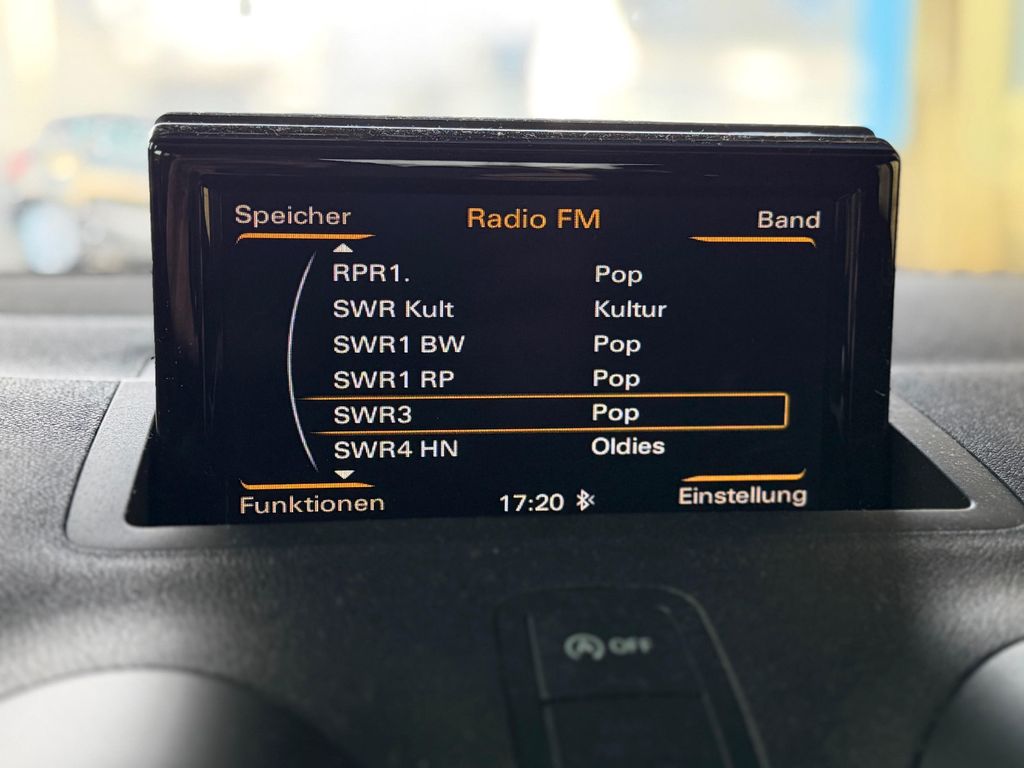 Speicher Radio FM Band
RPR1. Pop
SWR Kult Kultur
SWR1 BW Pop
SWR1 RP Pop
SWR3 Pop
SWR4 HN Oldies
Funktionen 17:20 Einstellung
A OFF